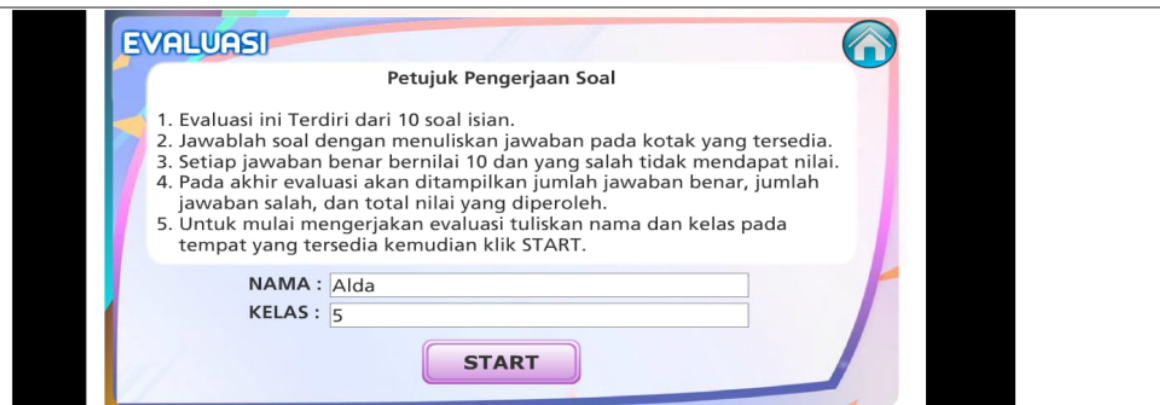 EVALUASI
Petujuk Pengerjaan Soal
1. Evaluasi ini Terdiri dari 10 soal isian.
2. Jawablah soal dengan menuliskan jawaban pada kotak yang tersedia.
3. Setiap jawaban benar bernilai 10 dan yang salah tidak mendapat nilai.
4. Pada akhir evaluasi akan ditampilkan jumlah jawaban benar, jumlah
jawaban salah, dan total nilai yang diperoleh.
5. Untuk mulai mengerjakan evaluasi tuliskan nama dan kelas pada
tempat yang tersedia kemudian klik START.
NAMA : Alda
KELAS : 5
START